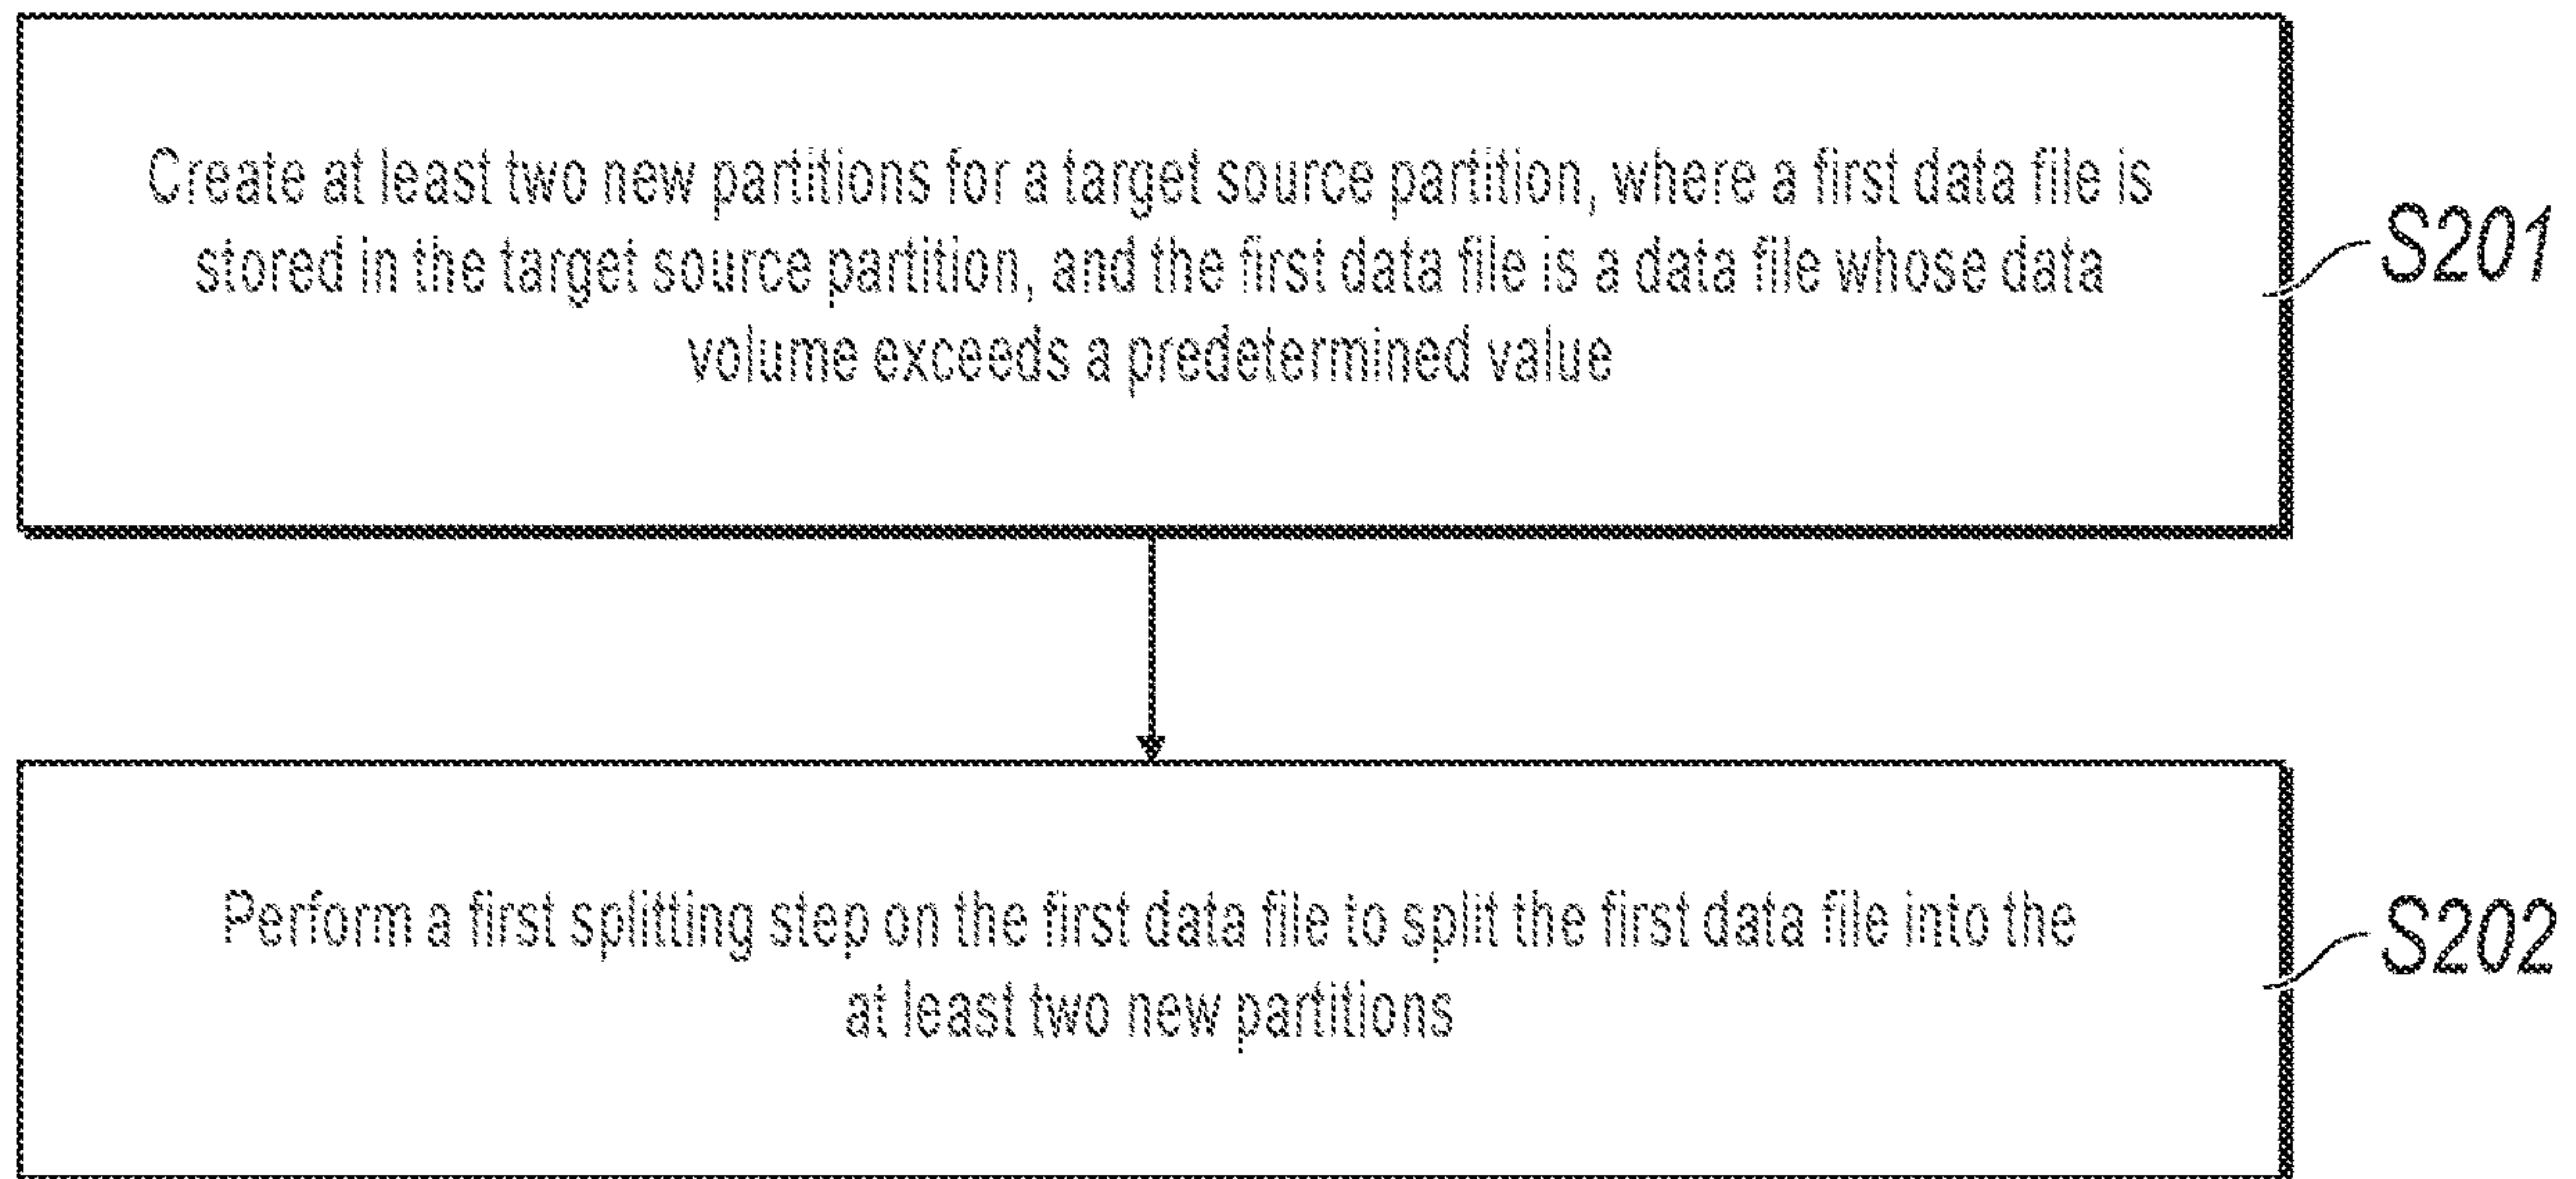 Create at least two new partitions for a target source partition, where a first data file is
stored in the target source partition, and the first data file is a data file whose data
volume exceeds a predetermined value
S201
Perform a first splitting step on the first data file to split the first data file into the
at least two new partitions
S202